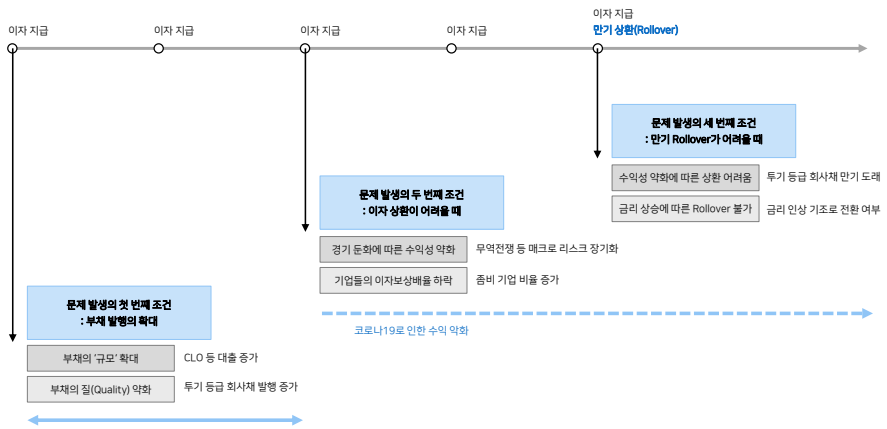 이자 지급
이자 지급
이자 지급
이자 지급
이자 지급
만기 상환(Rollover)
문제 발생의 세 번째 조건
: 만기 Rollover가 어려울 때
수익성 약화에 따른 상환 어려움
투기 등급 회사채 만기 도래
금리 상승에 따른 Rollover 불가
금리 인상 기조로 전환 여부
문제 발생의 두 번째 조건
: 이자 상환이 어려울 때
경기 둔화에 따른 수익성 약화
무역전쟁 등 매크로 리스크 장기화
기업들의 이자보상배율 하락
좀비 기업 비율 증가
코로나19로 인한 수익 악화
문제 발생의 첫 번째 조건
: 부채 발행의 확대
부채의 '규모' 확대
CLO 등 대출 증가
부채의 질(Quality) 약화
투기 등급 회사채 발행 증가